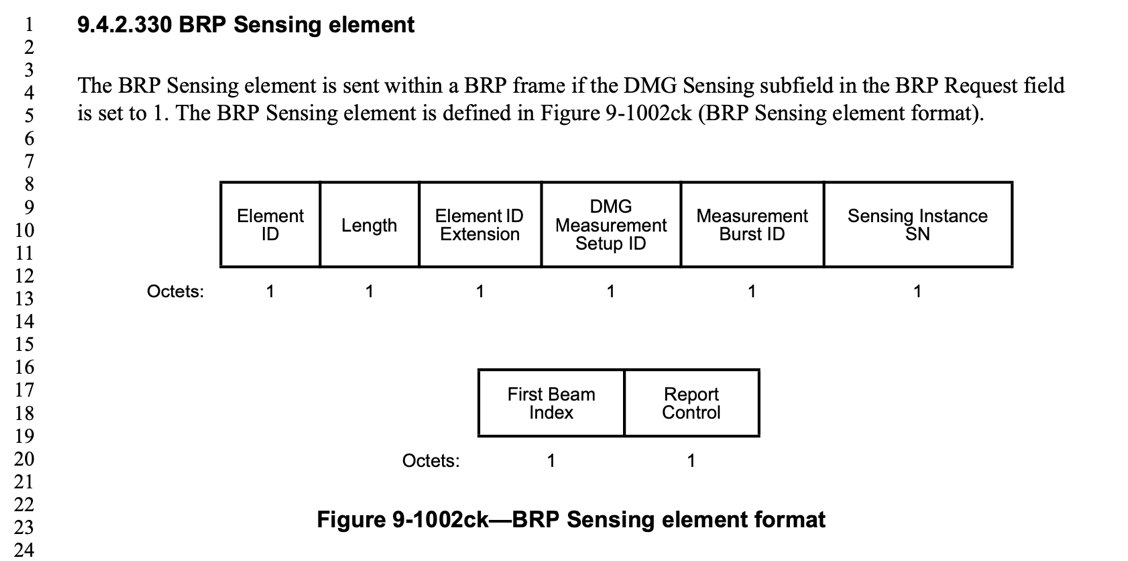 1 9.4.2.330 BRP Sensing element
2
3
4 The BRP Sensing element is sent within a BRP frame if the DMG Sensing subfield in the BRP Request field
5 is set to 1. The BRP Sensing element is defined in Figure 9-1002ck (BRP Sensing element format).
6
7
8
9
10
11
12
13
14
15
16
17
18
19
20
21
22
23
24
Element ID
Length
Element ID Extension
DMG Measurement Setup ID
Measurement Burst ID
Sensing Instance SN
Octets: 1 1 1 1 1 1
First Beam Index
Report Control
Octets: 1 1
Figure 9-1002ck—BRP Sensing element format